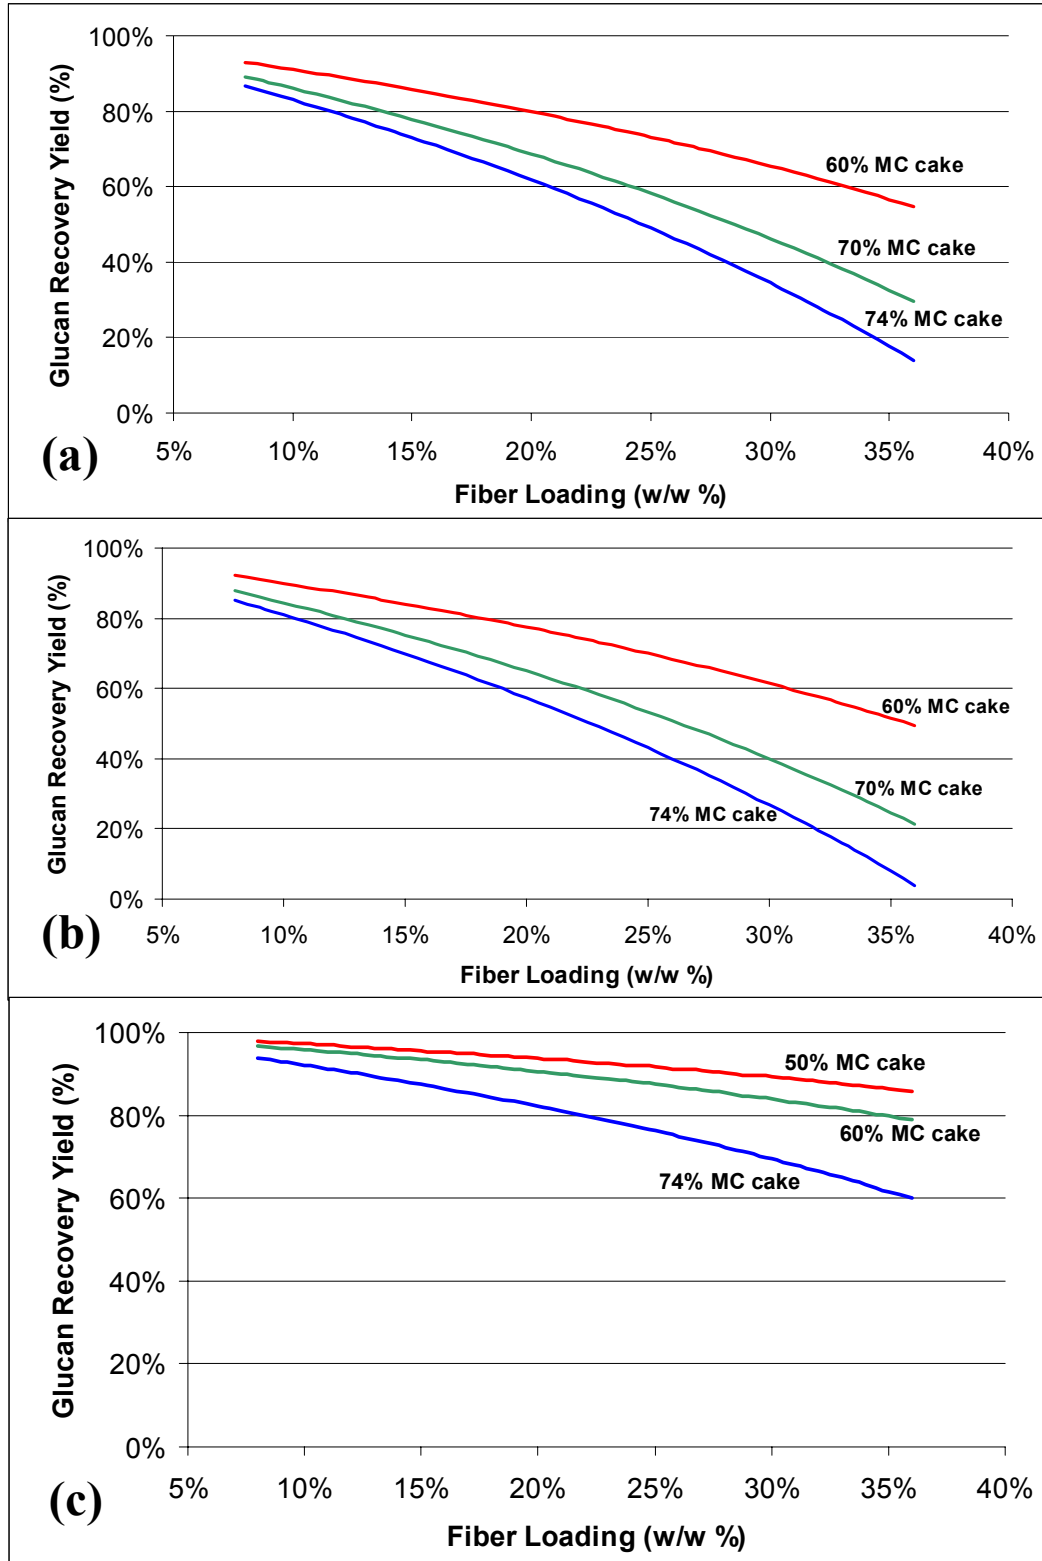 100%
80%
60%
40%
20%
0%
Glucan Recovery Yield (%)
60% MC cake
70% MC cake
74% MC cake
5% 10% 15% 20% 25% 30% 35% 40%
Fiber Loading (w/w %)
(a)
100%
80%
60%
40%
20%
0%
Glucan Recovery Yield (%)
60% MC cake
70% MC cake
74% MC cake
5% 10% 15% 20% 25% 30% 35% 40%
Fiber Loading (w/w %)
(b)
100%
80%
60%
40%
20%
0%
Glucan Recovery Yield (%)
50% MC cake
60% MC cake
74% MC cake
5% 10% 15% 20% 25% 30% 35% 40%
Fiber Loading (w/w %)
(c)